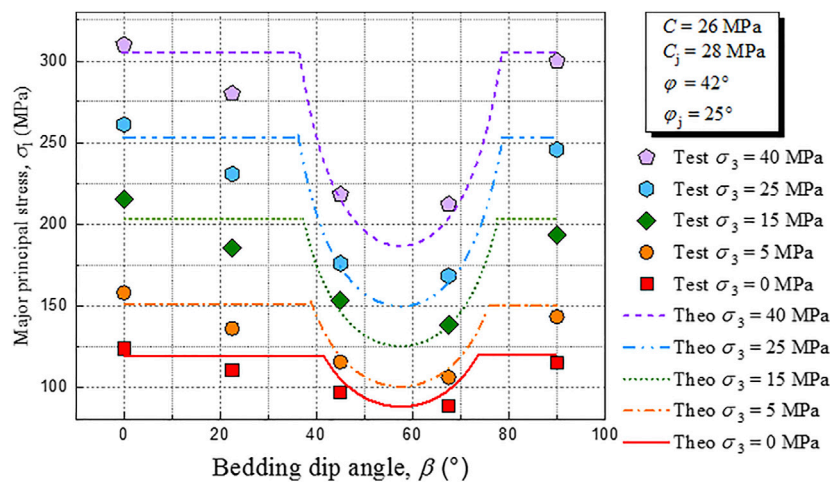 Major principal stress, σ1 (MPa)
300
250
200
150
100
0
20
40
60
80
100
Bedding dip angle, β (°)
C = 26 MPa
Cj = 28 MPa
φ = 42°
φj = 25°
Test σ3 = 40 MPa
Test σ3 = 25 MPa
Test σ3 = 15 MPa
Test σ3 = 5 MPa
Test σ3 = 0 MPa
Theo σ3 = 40 MPa
Theo σ3 = 25 MPa
Theo σ3 = 15 MPa
Theo σ3 = 5 MPa
Theo σ3 = 0 MPa